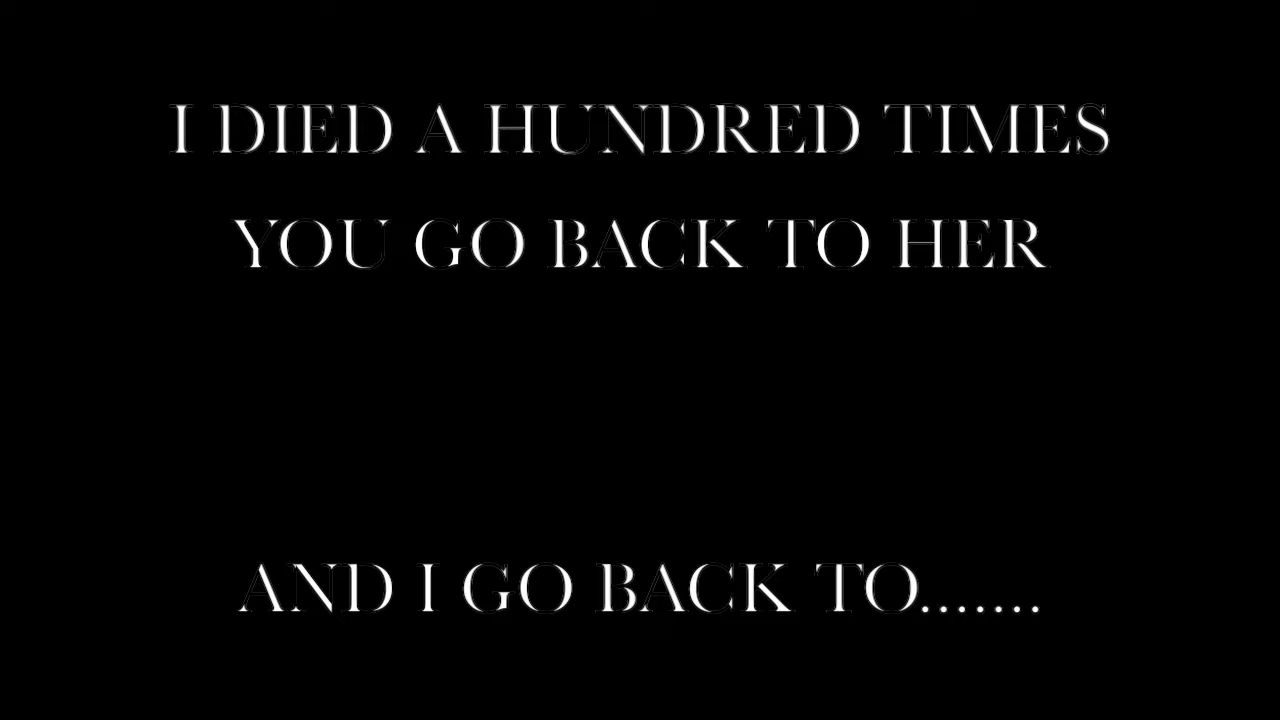 I DIED A HUNDRED TIMES
YOU GO BACK TO HER
AND I GO BACK TO.......